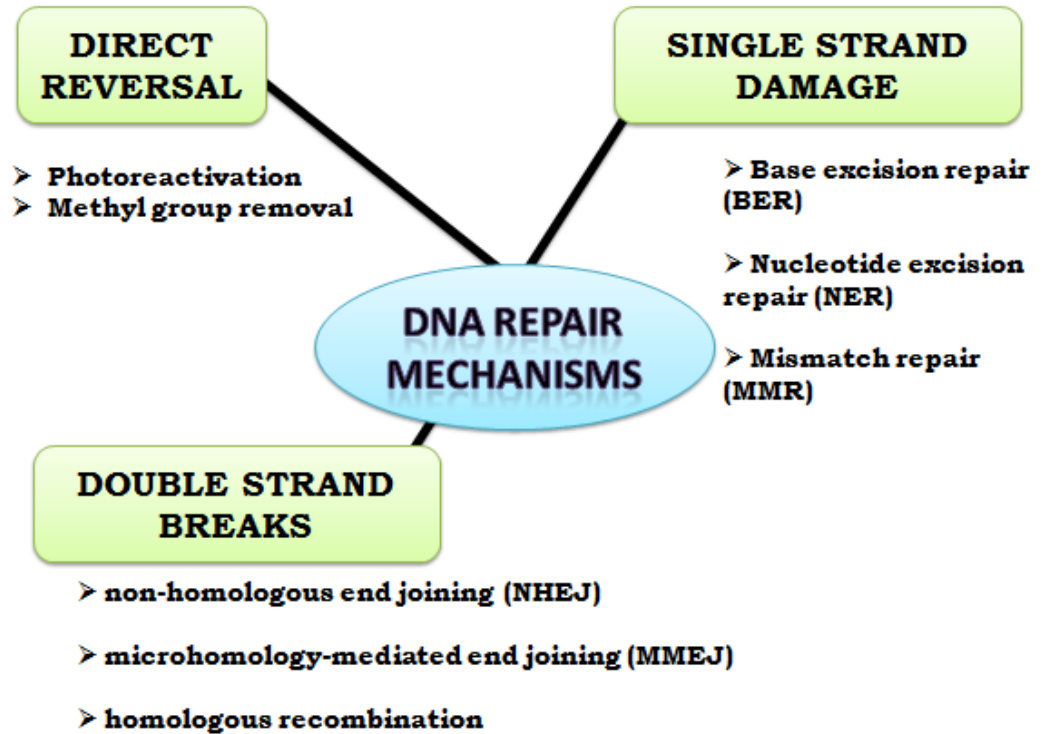 DIRECT
REVERSAL
➢ Photoreactivation
➢ Methyl group removal
SINGLE STRAND
DAMAGE
➢ Base excision repair
(BER)
➢ Nucleotide excision
repair (NER)
➢ Mismatch repair
(MMR)
DNA REPAIR
MECHANISMS
DOUBLE STRAND
BREAKS
➢ non-homologous end joining (NHEJ)
➢ microhomology-mediated end joining (MMEJ)
➢ homologous recombination